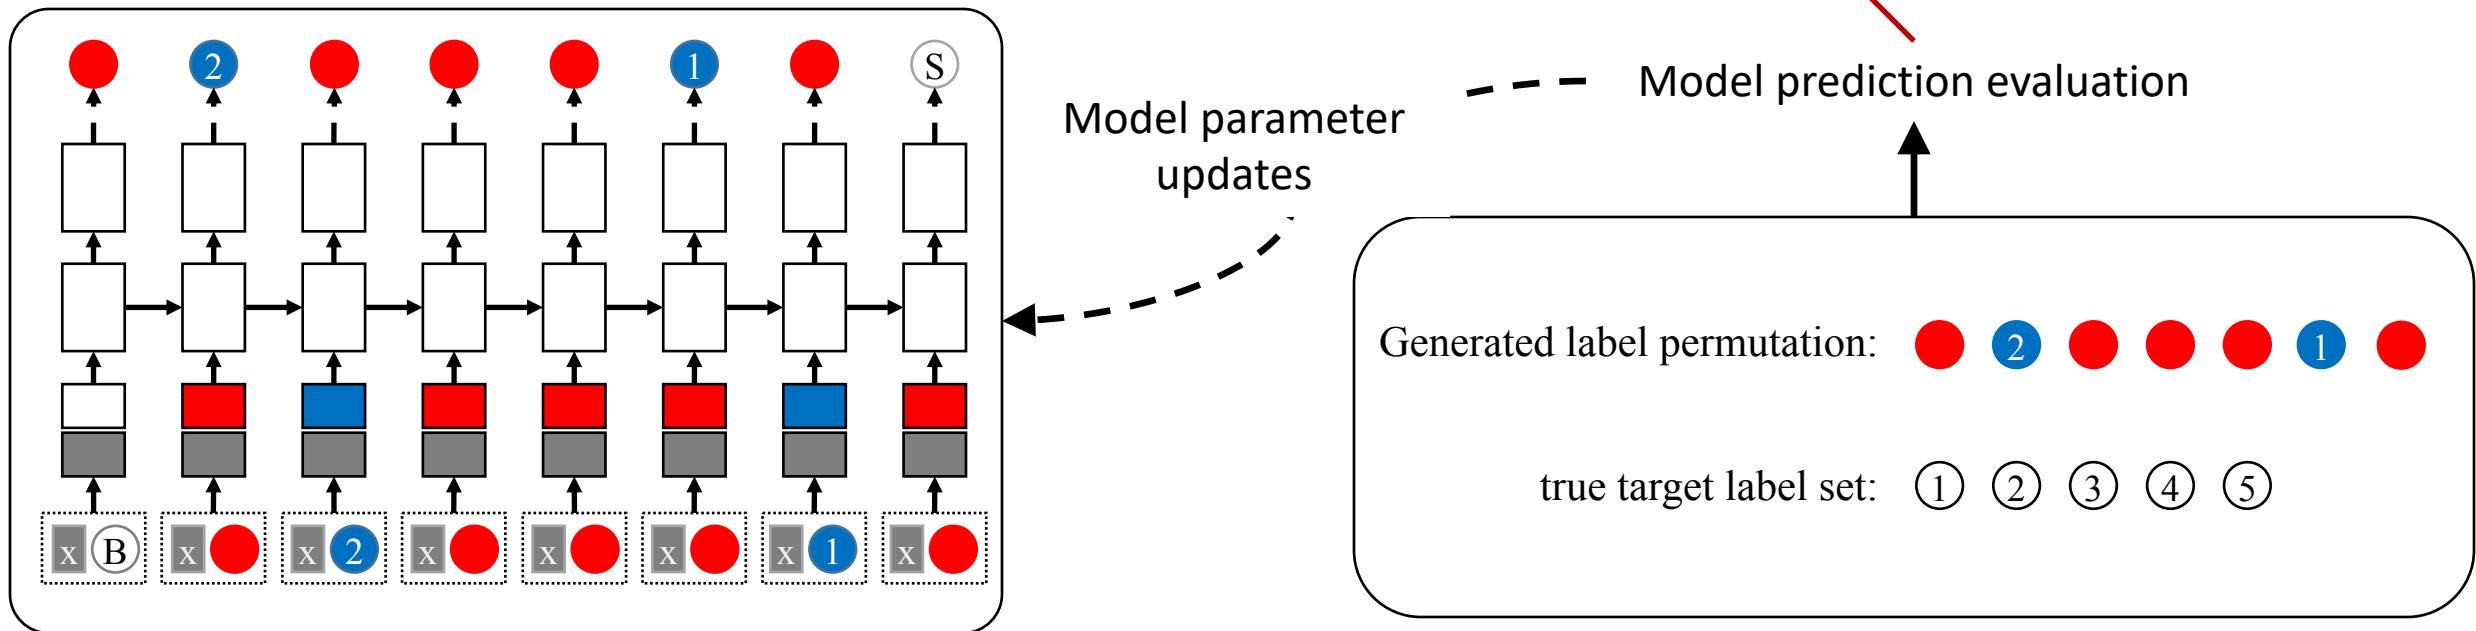 2 1 S
Model parameter
updates
Model prediction evaluation
x B x x 2 x x x x 1 x
Generated label permutation: 2 1
true target label set: 1 2 3 4 5